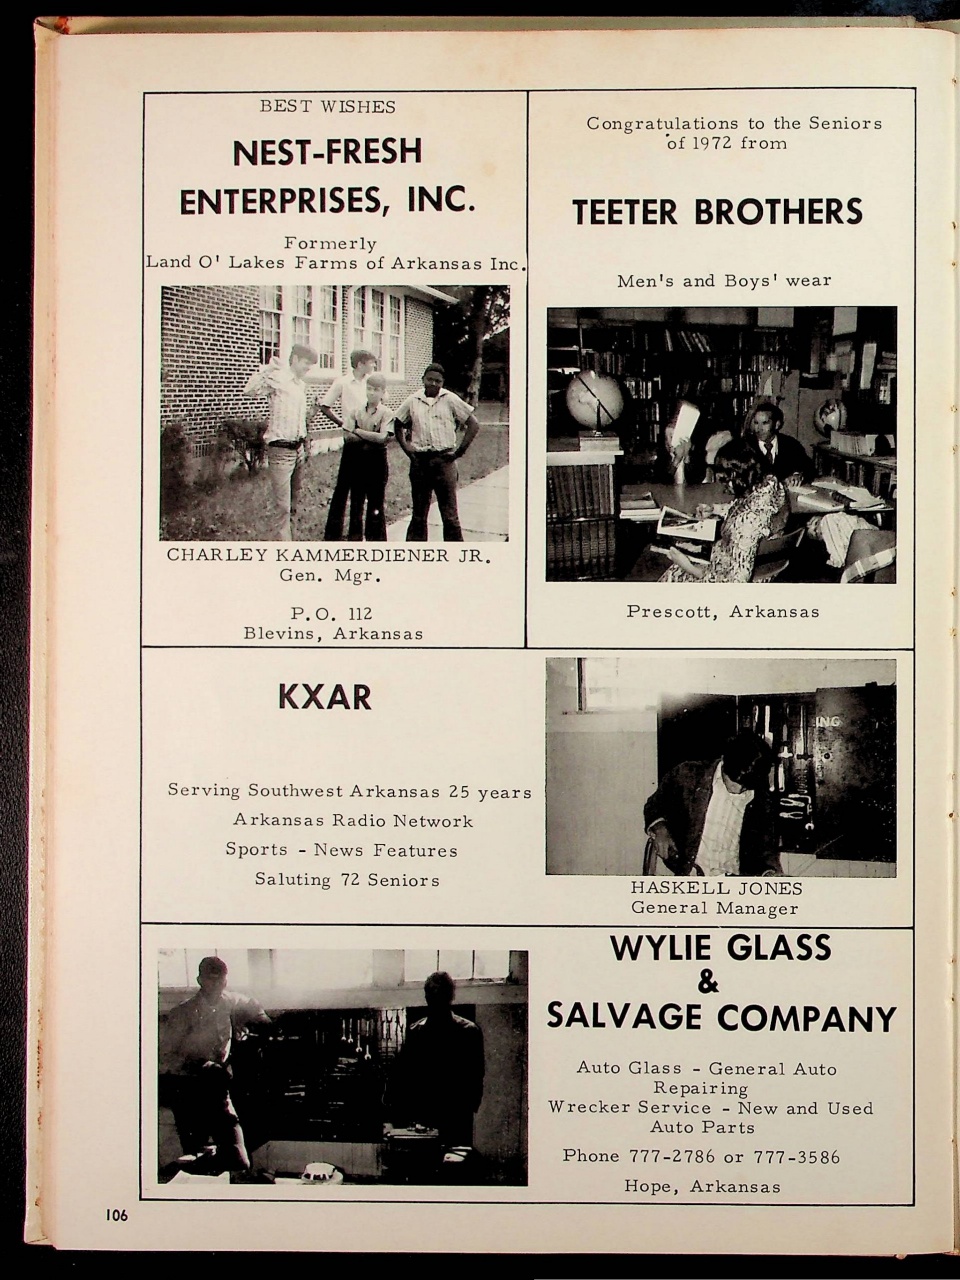 BEST WISHES
NEST-FRESH
ENTERPRISES, INC.
Formerly
Land O' Lakes Farms of Arkansas Inc.
CHARLEY KAMMERDIENER JR.
Gen. Mgr.
P.O. 112
Blevins, Arkansas
Congratulations to the Seniors
of 1972 from
TEETER BROTHERS
Men's and Boys' wear
Prescott, Arkansas
KXAR
Serving Southwest Arkansas 25 years
Arkansas Radio Network
Sports - News Features
Saluting 72 Seniors
ING
HASKELL JONES
General Manager
WYLIE GLASS
&
SALVAGE COMPANY
Auto Glass - General Auto
Repairing
Wrecker Service - New and Used
Auto Parts
Phone 777-2786 or 777-3586
Hope, Arkansas
106